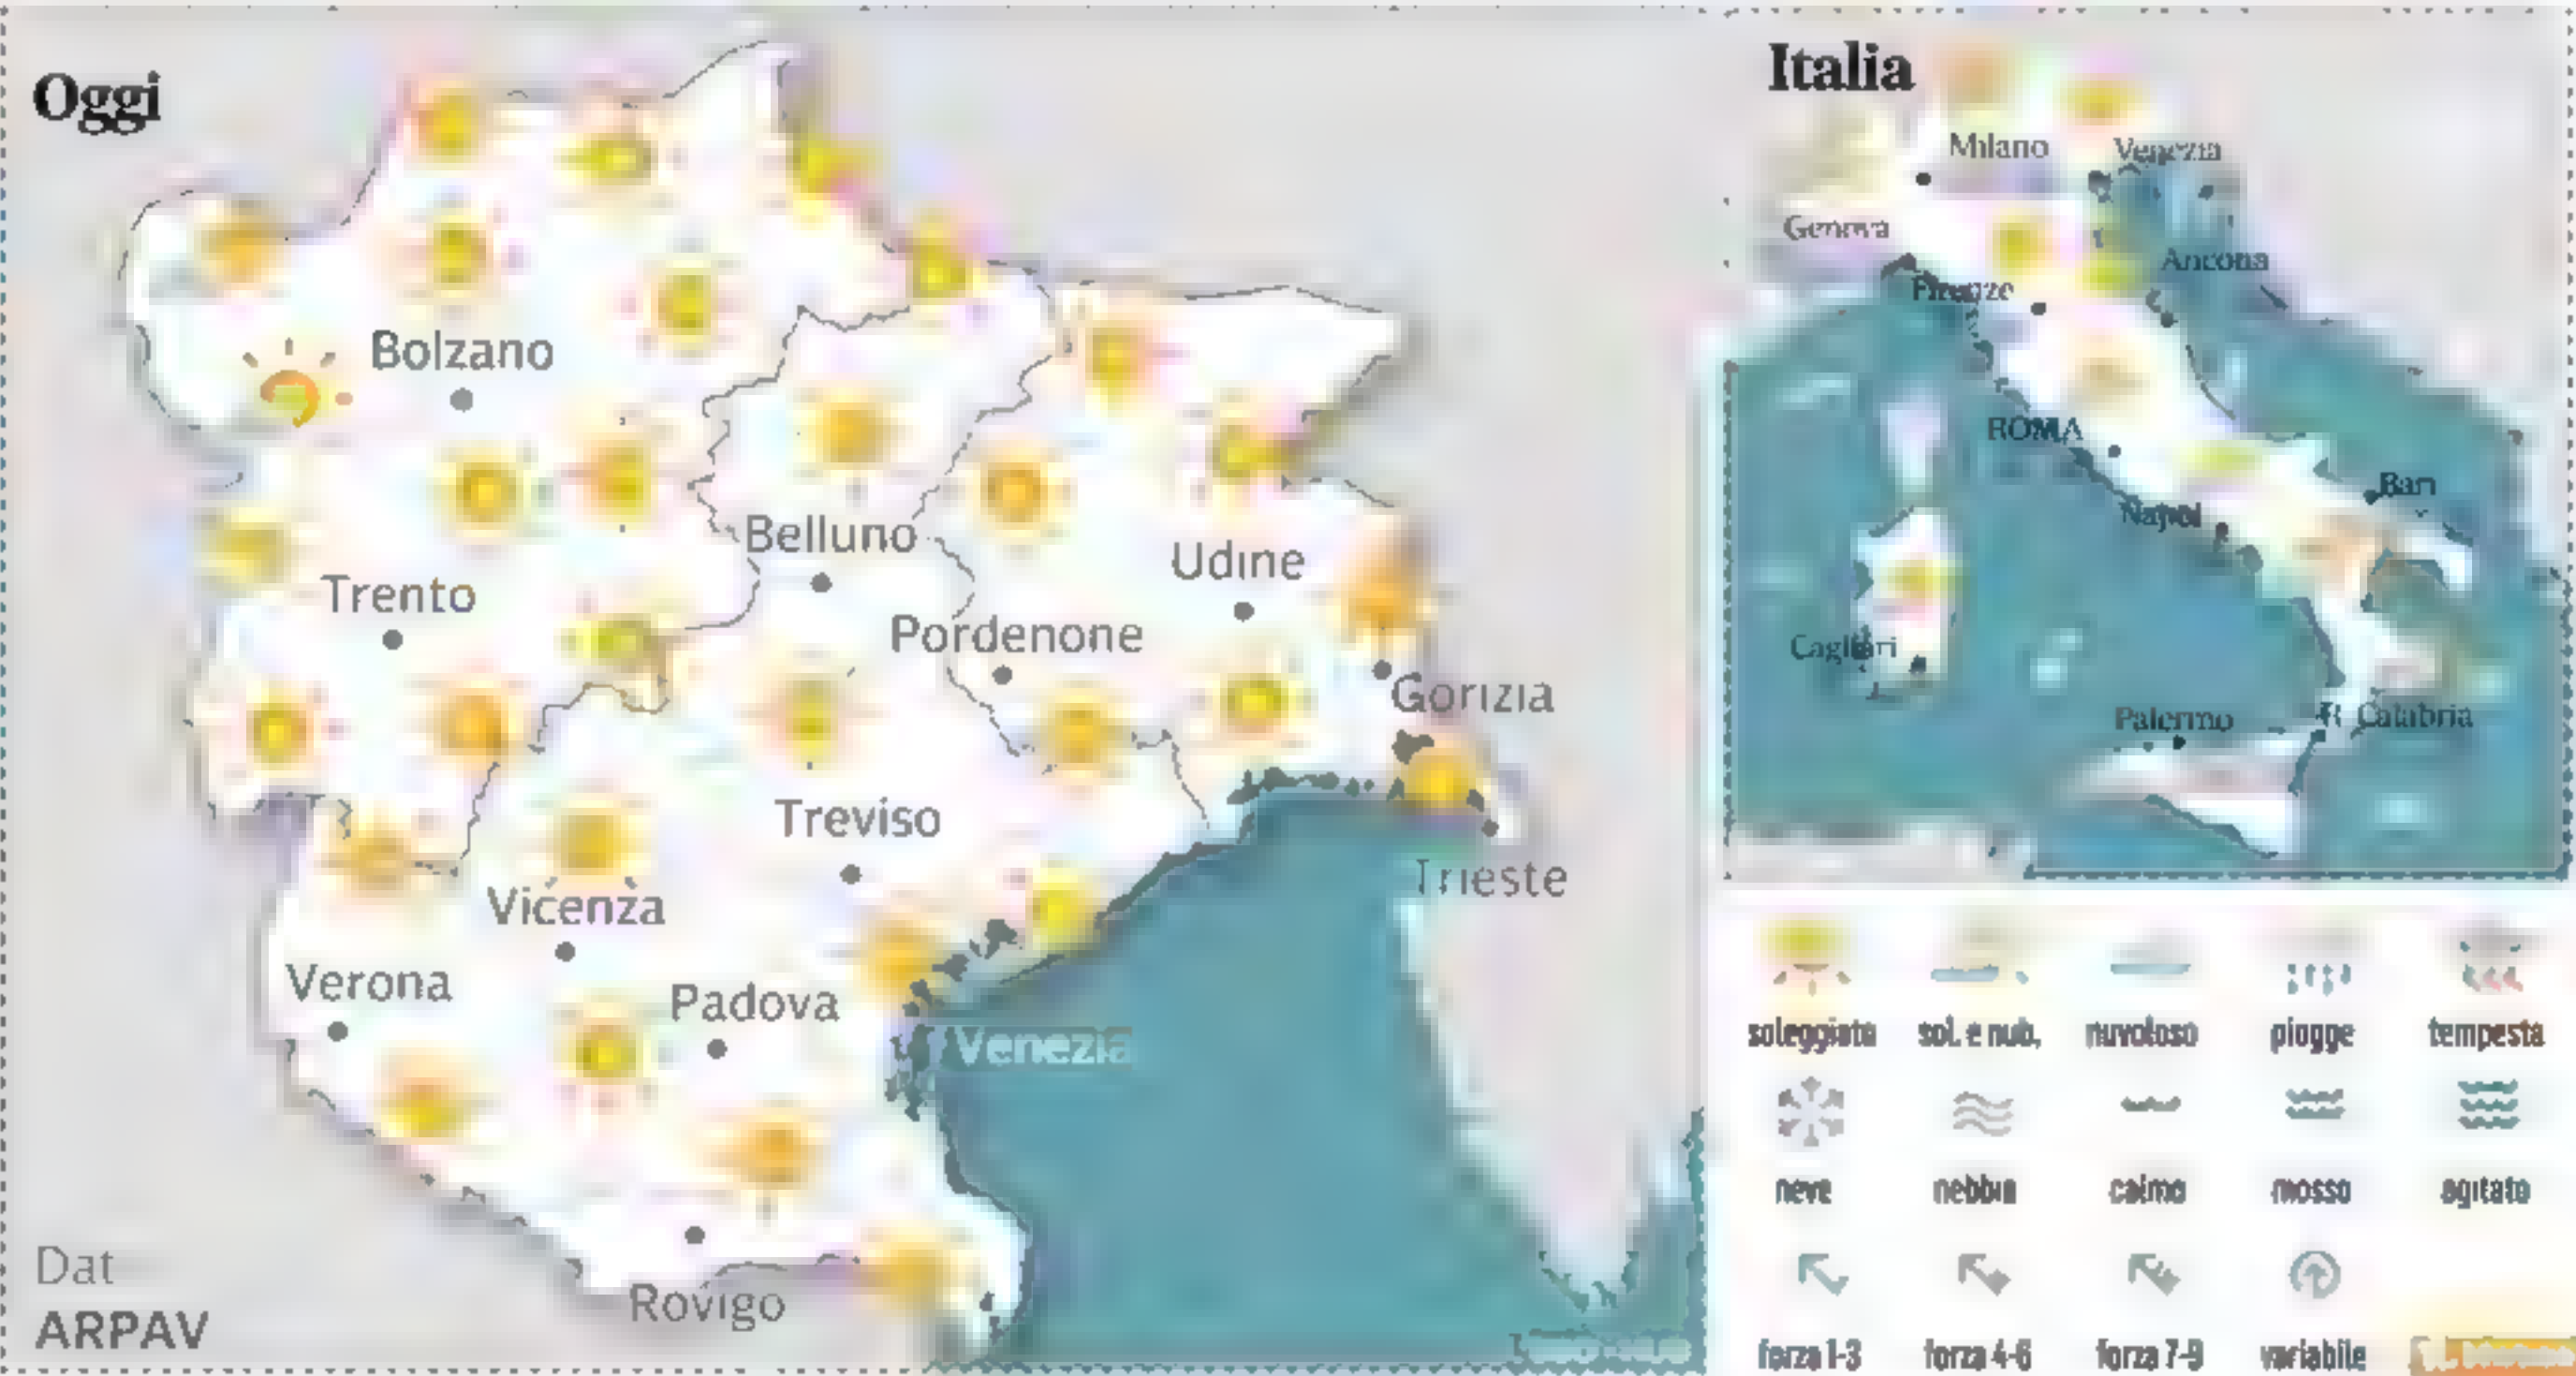 Oggi
Bolzano
Belluno
Udine
Trento
Pordenone
Gorizia
Treviso
Trieste
Vicenza
Verona
Padova
Venezia
Rovigo
Dat
ARPAV
Italia
Milano
Venezia
Genova
Ancona
Firenze
ROMA
Bari
Napoli
Cagliari
Palermo
R. Calabria
soleggiato
sol. e nub.
nuvoloso
piogge
tempesta
neve
nebbia
calmo
mosso
agitato
forza 1-3
forza 4-6
forza 7-9
variabile